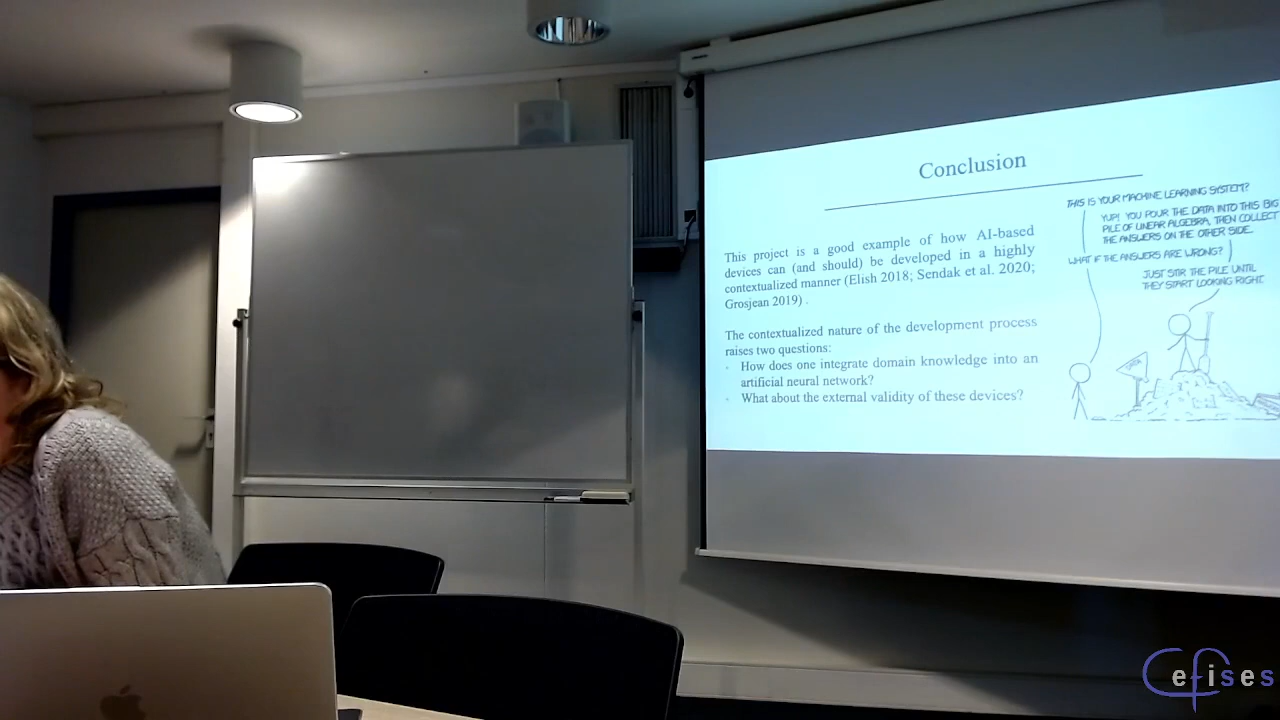 Conclusion
This project is a good example of how AI-based
devices can (and should) be developed in a highly
contextualized manner (Elish 2018; Sendak et al. 2020;
Grosjean 2019) .
The contextualized nature of the development process
raises two questions:
How does one integrate domain knowledge into an
artificial neural network?
What about the external validity of these devices?
THIS IS YOUR MACHINE LEARNING SYSTEM?
YUP! YOU POUR THE DATA INTO THIS BIG
PILE OF LINEAR ALGEBRA, THEN COLLECT
THE ANSWERS ON THE OTHER SIDE.
WHAT IF THE ANSWERS ARE WRONG?
JUST STIR THE PILE UNTIL
THEY START LOOKING RIGHT.
Cefises